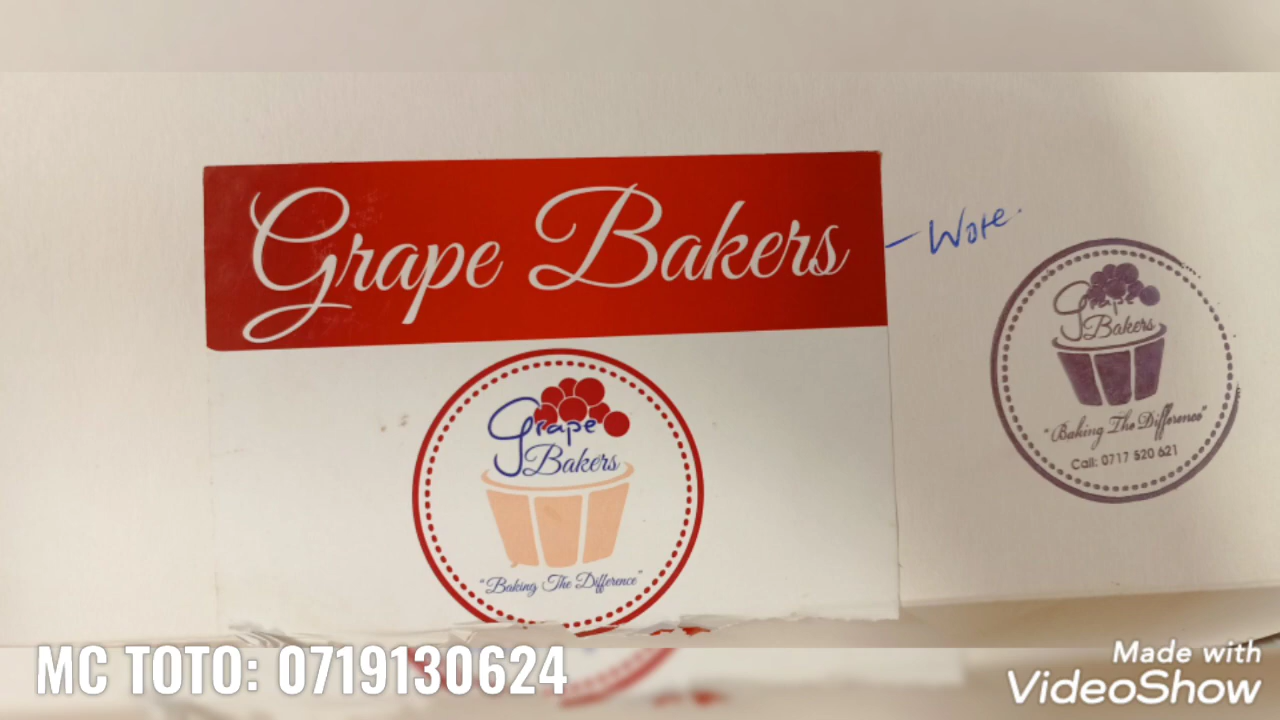 Grape Bakers
- Wote.
grape
Bakers
"Baking The Difference"
grape
Bakers
"Baking The Difference"
Call: 0717 520 621
MC TOTO: 0719130624
Made with
VideoShow